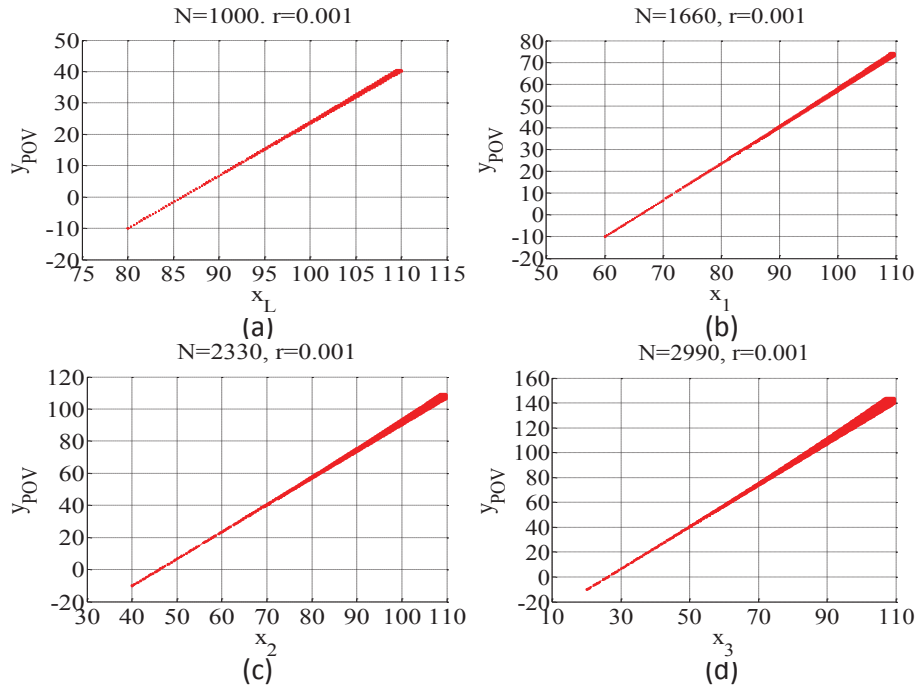 N=1000. r=0.001
50
40
30
20
10
0
-10
-20
y_POV
75 80 85 90 95 100 105 110 115
x_L
(a)
N=1660, r=0.001
80
70
60
50
40
30
20
10
0
-10
-20
y_POV
50 60 70 80 90 100 110
x_1
(b)
N=2330, r=0.001
120
100
80
60
40
20
0
-20
y_POV
30 40 50 60 70 80 90 100 110
x_2
(c)
N=2990, r=0.001
160
140
120
100
80
60
40
20
0
-20
y_POV
10 30 50 70 90 110
x_3
(d)